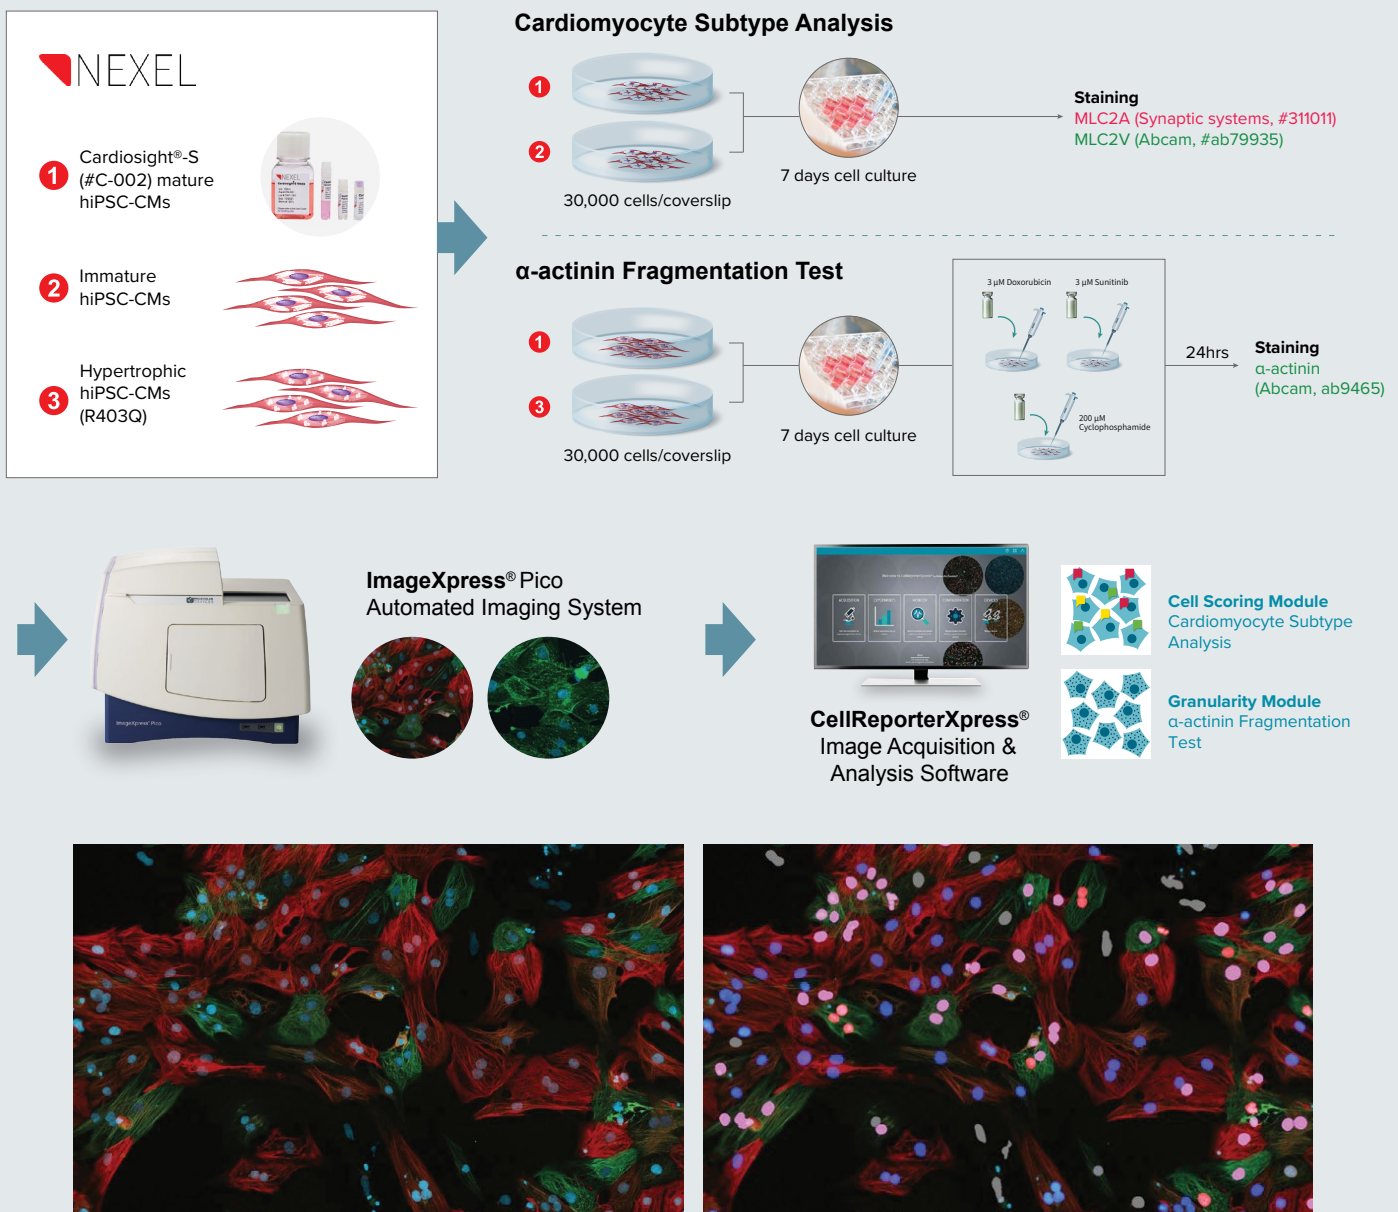 NEXEL
1
Cardiosight®-S
(#C-002) mature
hiPSC-CMs
NEXEL
2
Immature
hiPSC-CMs
3
Hypertrophic
hiPSC-CMs
(R403Q)
Cardiomyocyte Subtype Analysis
1
2
30,000 cells/coverslip
7 days cell culture
Staining
MLC2A (Synaptic systems, #311011)
MLC2V (Abcam, #ab79935)
α-actinin Fragmentation Test
1
3
30,000 cells/coverslip
7 days cell culture
3 µM Doxorubicin
3 µM Sunitinib
200 µM
Cyclophosphamide
24hrs
Staining
α-actinin
(Abcam, ab9465)
ImageXpress® Pico
ImageXpress® Pico
Automated Imaging System
CellReporterXpress®
Image Acquisition &
Analysis Software
Cell Scoring Module
Cardiomyocyte Subtype
Analysis
Granularity Module
α-actinin Fragmentation
Test